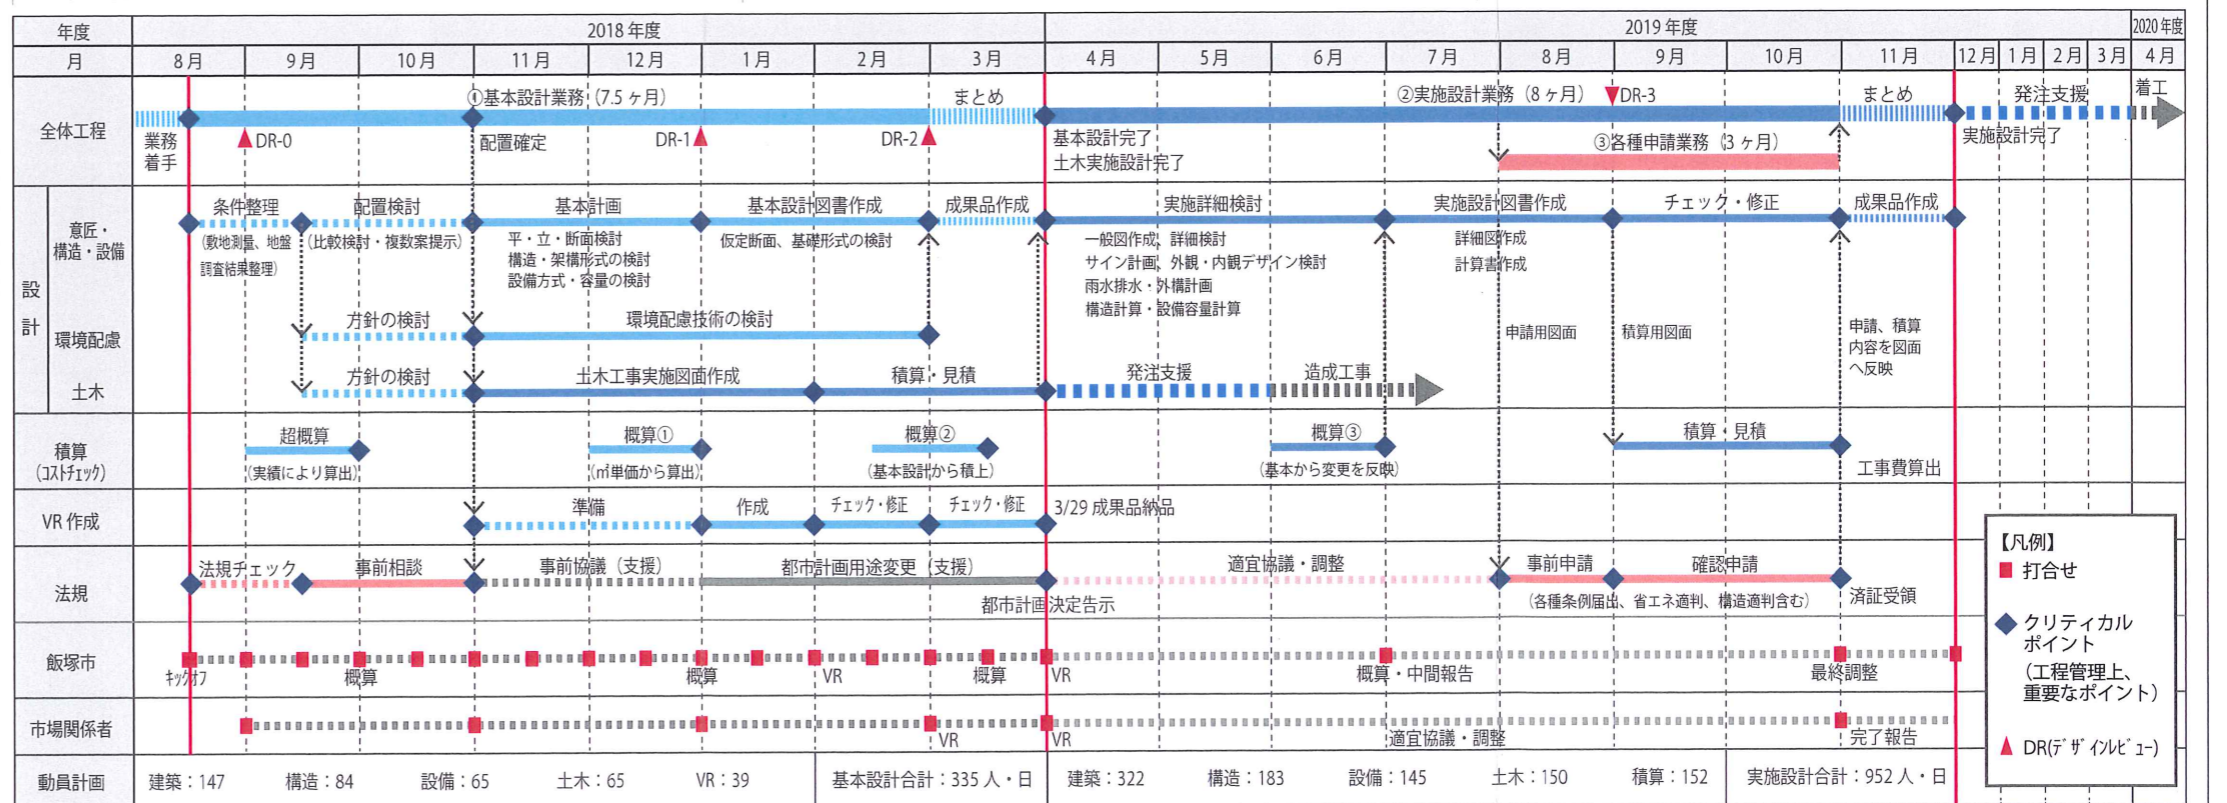 年度 2018 年度 2019 年度 2020 年度
月 8 月 9 月 10 月 11 月 12 月 1 月 2 月 3 月 4 月 5 月 6 月 7 月 8 月 9 月 10 月 11 月 12 月 1 月 2 月 3 月 4 月
全体工程
①基本設計業務（7.5 ヶ月） まとめ ②実施設計業務（8 ヶ月） DR-3 まとめ 発注支援 着工
業務
着手
DR-0 配置確定 DR-1 DR-2
基本設計完了
土木実施設計完了
③各種申請業務（3 ヶ月）
実施設計完了
設計
意匠・
構造・設備
条件整理 配置検討 基本計画 基本設計図書作成 成果品作成 実施詳細検討 実施設計図書作成 チェック・修正 成果品作成
（敷地測量、地盤
調査結果整理）
（比較検討・複数案提示）
平・立・断面検討
構造・架構形式の検討
設備方式・容量の検討
仮定断面、基礎形式の検討
一般図作成、詳細検討
サイン計画、外観・内観デザイン検討
雨水排水・外構計画
構造計算・設備容量計算
詳細図作成
計算書作成
環境配慮
方針の検討 環境配慮技術の検討
申請用図面 積算用図面
申請、積算
内容を図面
へ反映
土木
方針の検討 土木工事実施図面作成 積算・見積 発注支援 造成工事
積算
（ｺｽﾄﾁｪｯｸ）
超概算 概算① 概算② 概算③ 積算・見積
（実績により算出） （㎡単価から算出） （基本設計から積上） （基本から変更を反映） 工事費算出
VR 作成
準備 作成 チェック・修正 チェック・修正 3/29 成果品納品
法規
法規チェック 事前相談 事前協議（支援） 都市計画用途変更（支援） 適宜協議・調整 事前申請 確認申請
都市計画決定告示 （各種条例届出、省エネ適判、構造適判含む） 済証受領
飯塚市
ｷｯｸｵﾌ 概算 概算 VR 概算 VR 概算・中間報告 最終調整
市場関係者
VR VR 適宜協議・調整 完了報告
動員計画 建築：147 構造：84 設備：65 土木：65 VR：39 基本設計合計：335 人・日 建築：322 構造：183 設備：145 土木：150 積算：152 実施設計合計：952 人・日
【凡例】
打合せ
クリティカル
ポイント
（工程管理上、
重要なポイント）
DR(ﾃﾞｻﾞｲﾝﾚﾋﾞｭｰ)